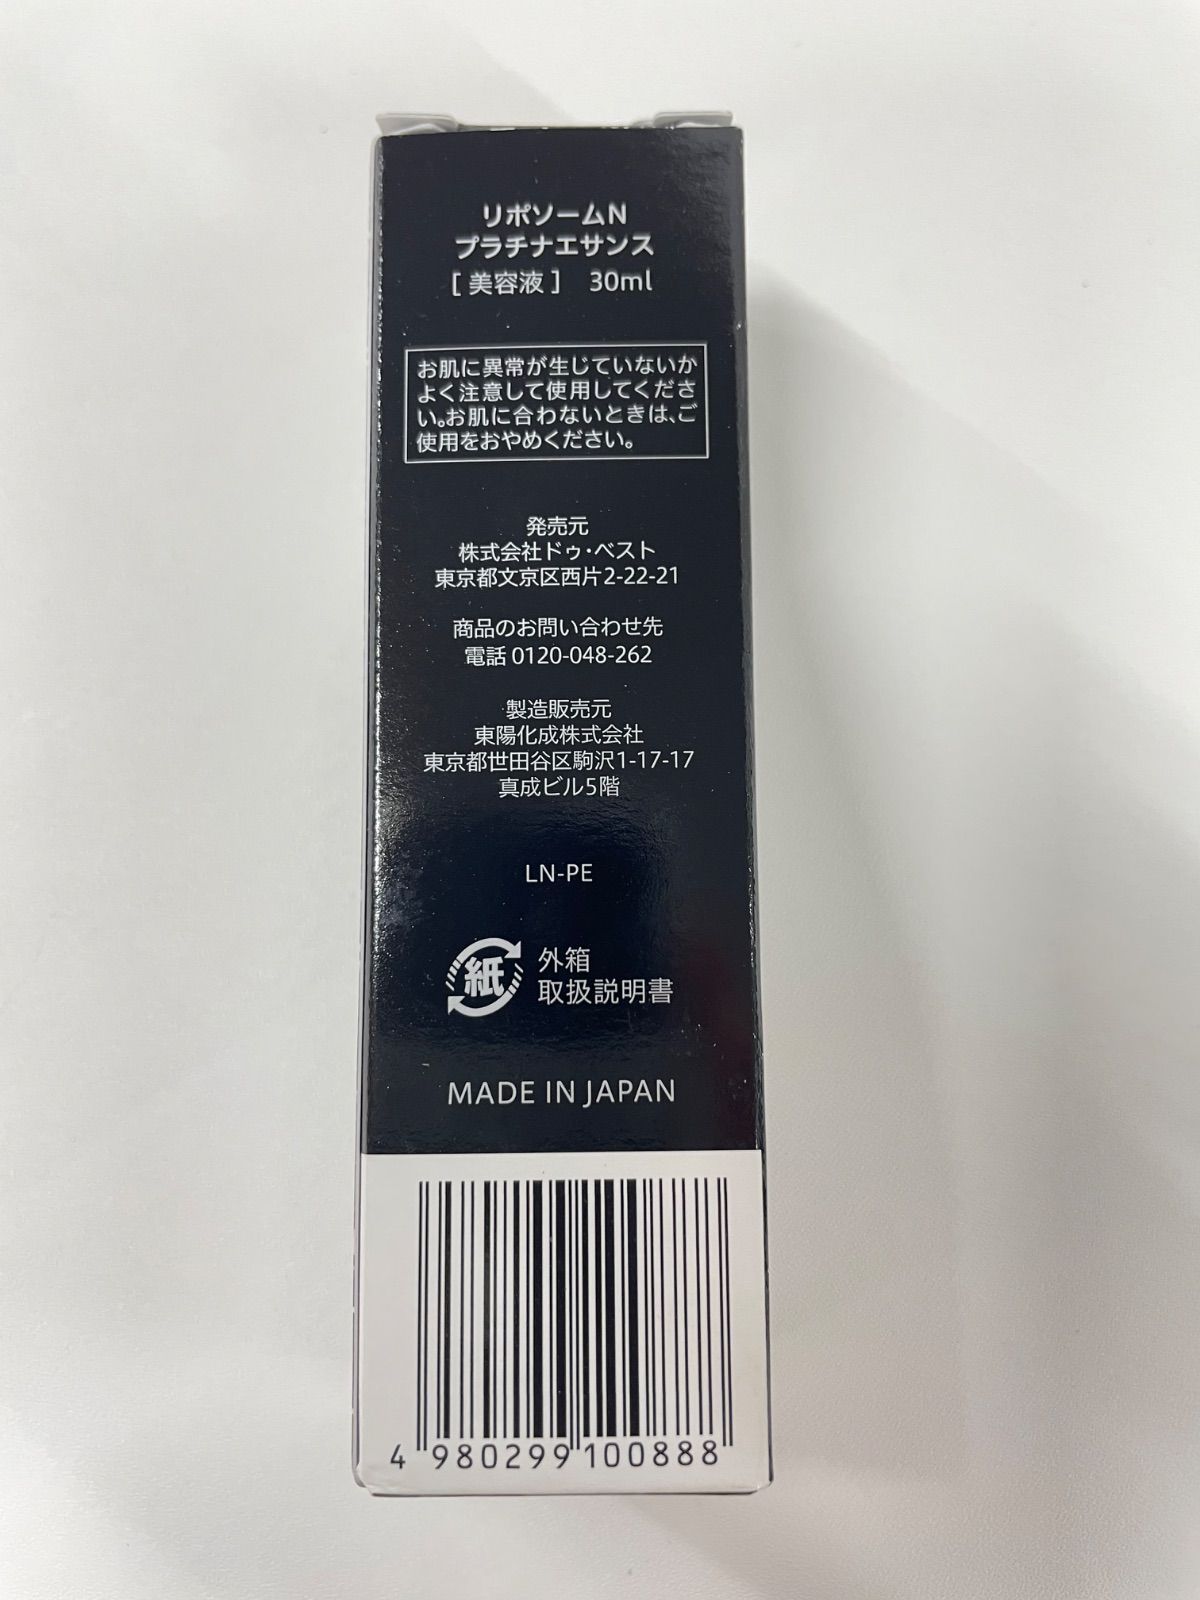 リポソームN
プラチナエサンス
[ 美容液 ] 30ml
お肌に異常が生じていないか
よく注意して使用してくださ
い。お肌に合わないときは、ご
使用をおやめください。
発売元
株式会社ドゥ・ベスト
東京都文京区西片2-22-21
商品のお問い合わせ先
電話 0120-048-262
製造販売元
東陽化成株式会社
東京都世田谷区駒沢1-17-17
真成ビル5階
LN-PE
紙
外箱
取扱説明書
MADE IN JAPAN
4 980299 100888